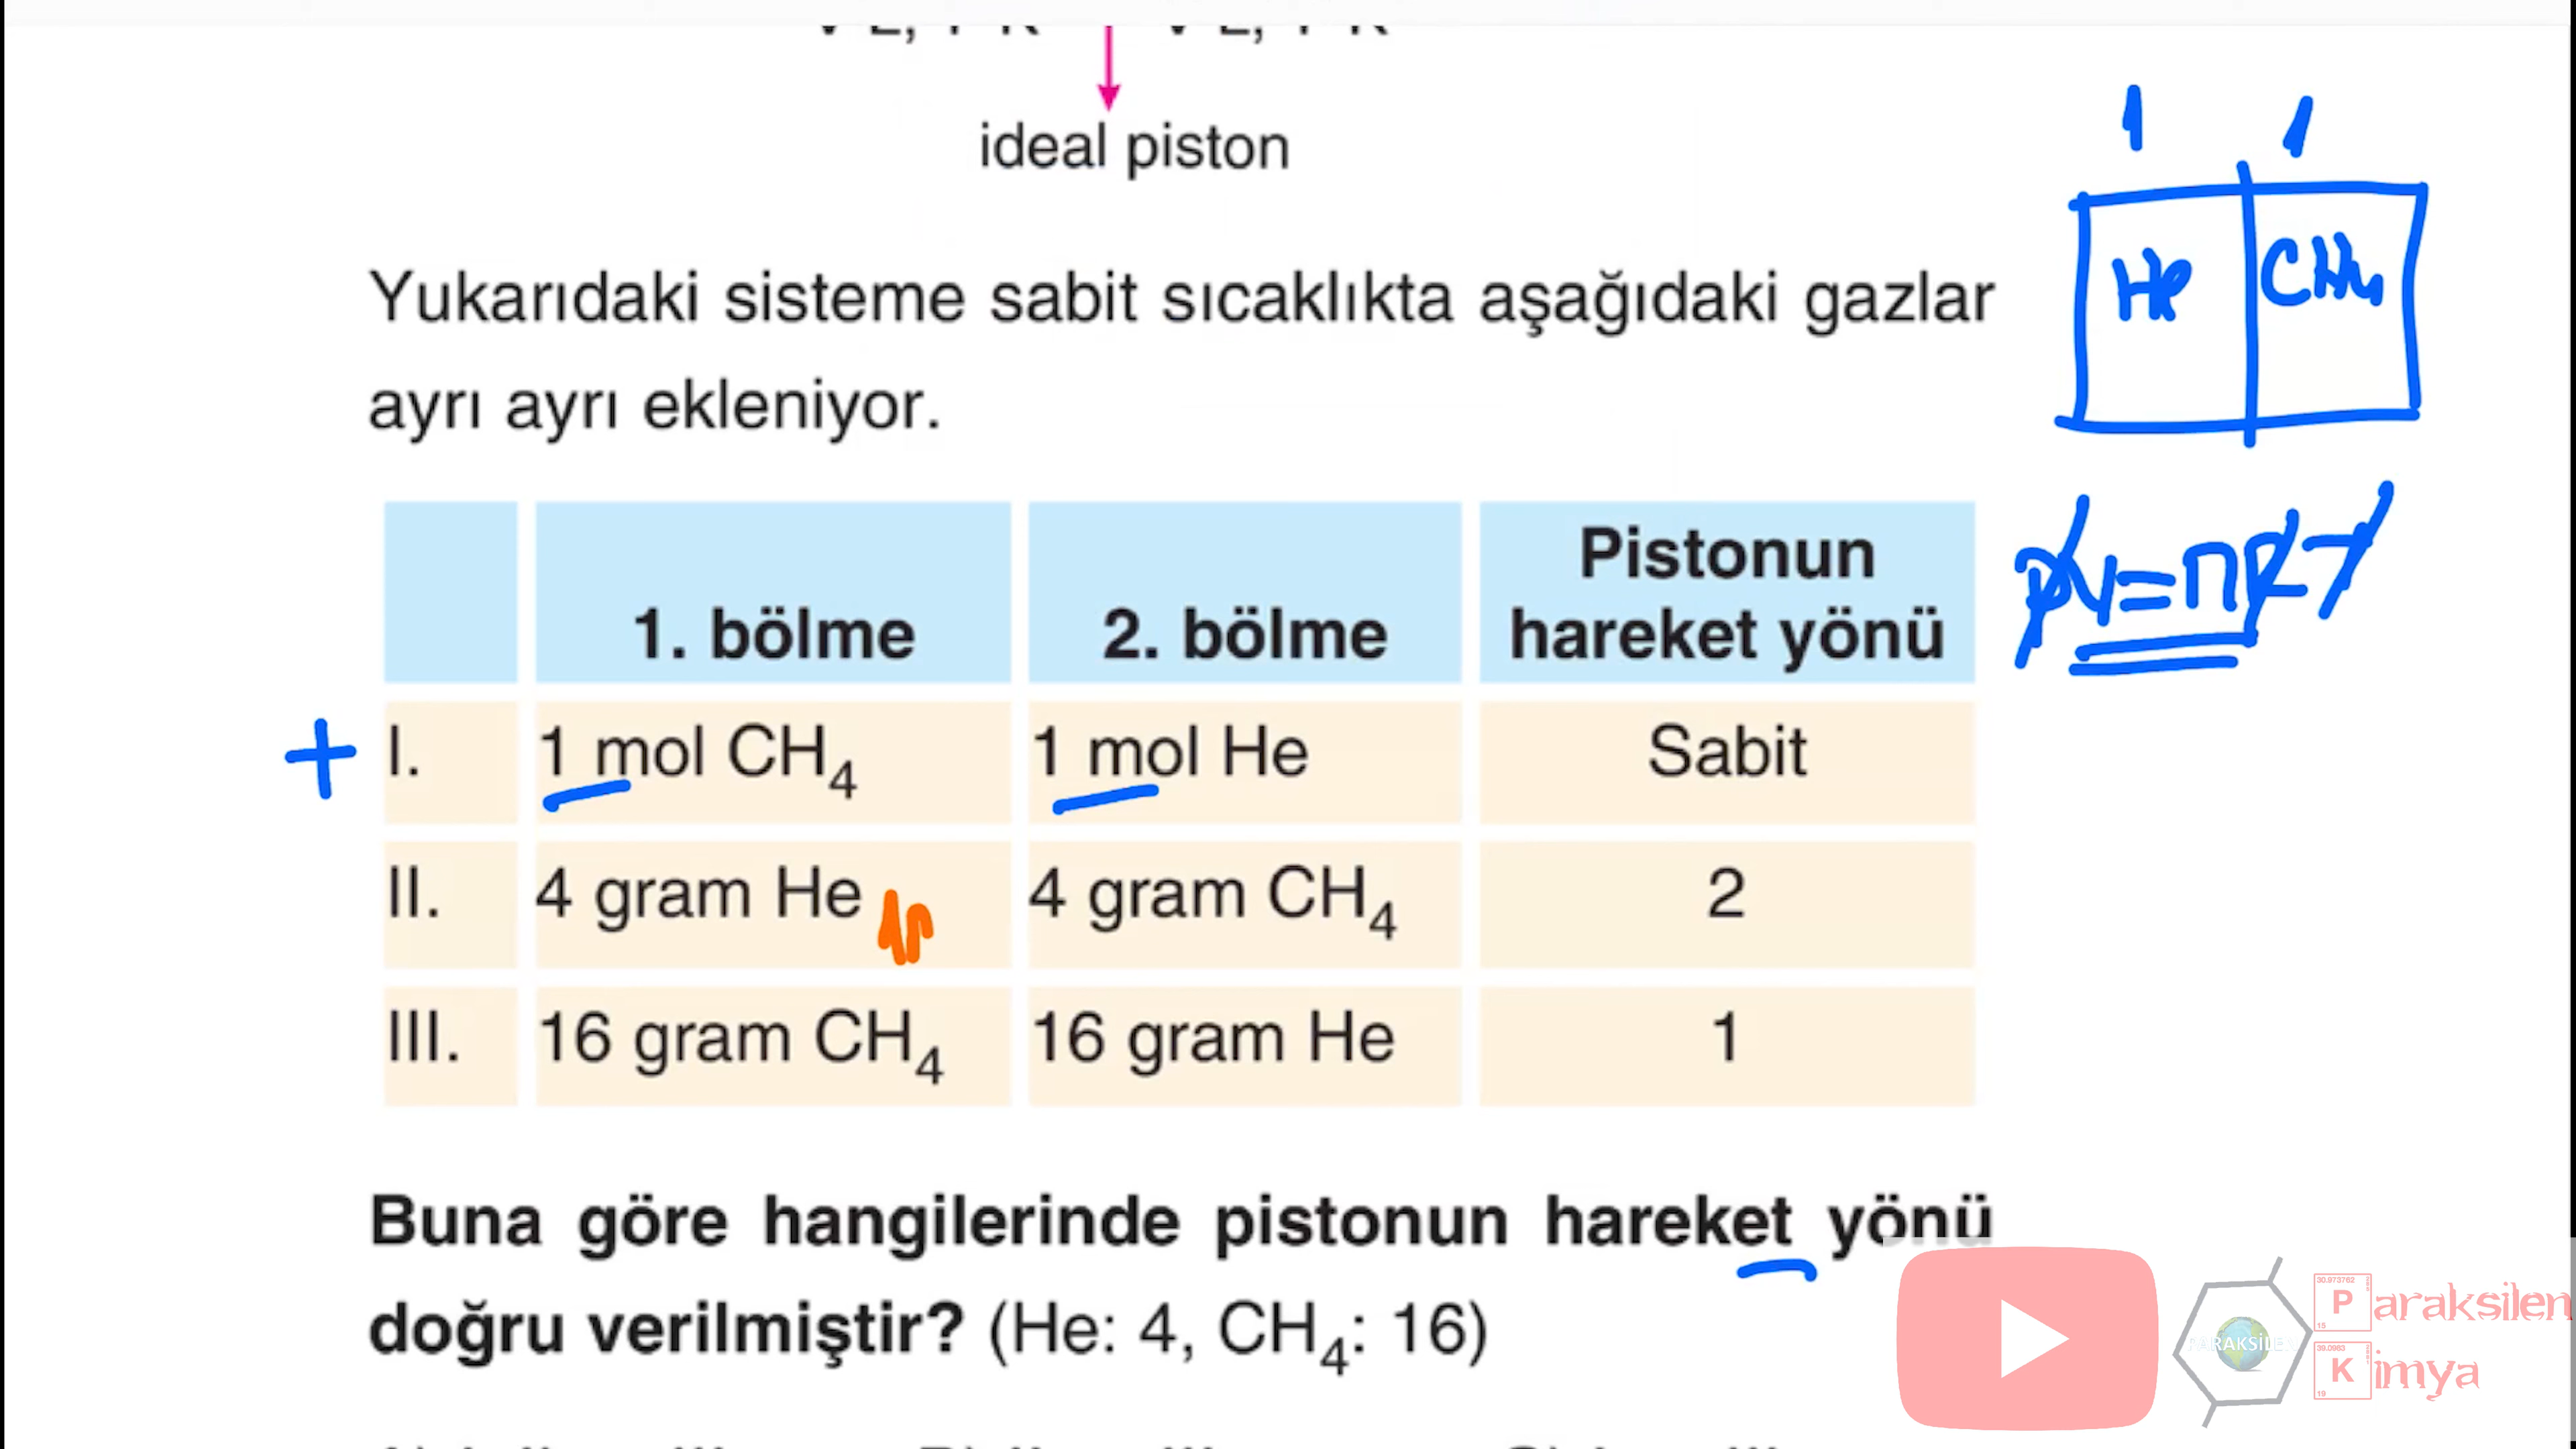 ideal piston
1 1
He CH4
Yukarıdaki sisteme sabit sıcaklıkta aşağıdaki gazlar
ayrı ayrı ekleniyor.
PV=nRT
1. bölme 2. bölme Pistonun hareket yönü
+ I. 1 mol CH₄ 1 mol He Sabit
II. 4 gram He 4 gram CH₄ 2
III. 16 gram CH₄ 16 gram He 1
Buna göre hangilerinde pistonun hareket yönü
doğru verilmiştir? (He: 4, CH₄: 16)
Paraksilen
Kimya